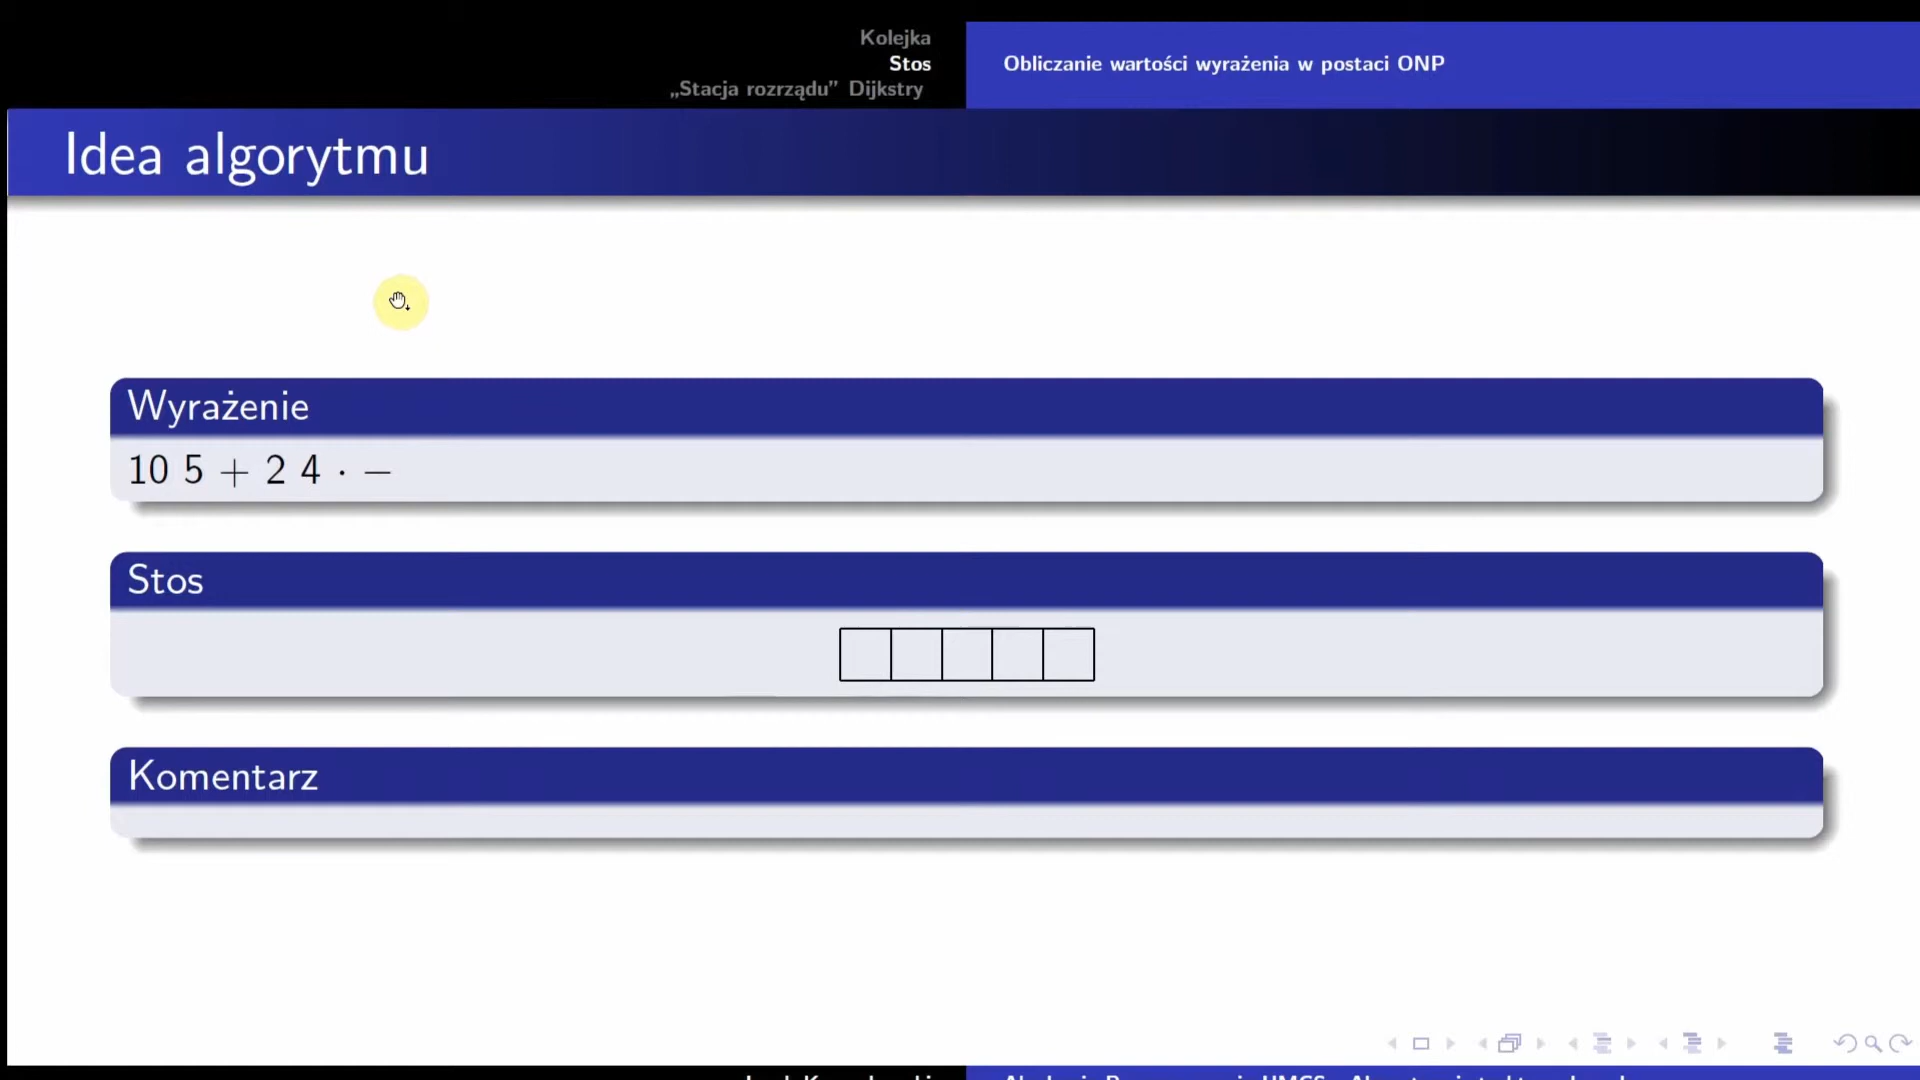 Kolejka
Stos
„Stacja rozrządu” Dijkstry
Obliczanie wartości wyrażenia w postaci ONP
Idea algorytmu
Wyrażenie
10 5 + 2 4 · −
Stos
Komentarz